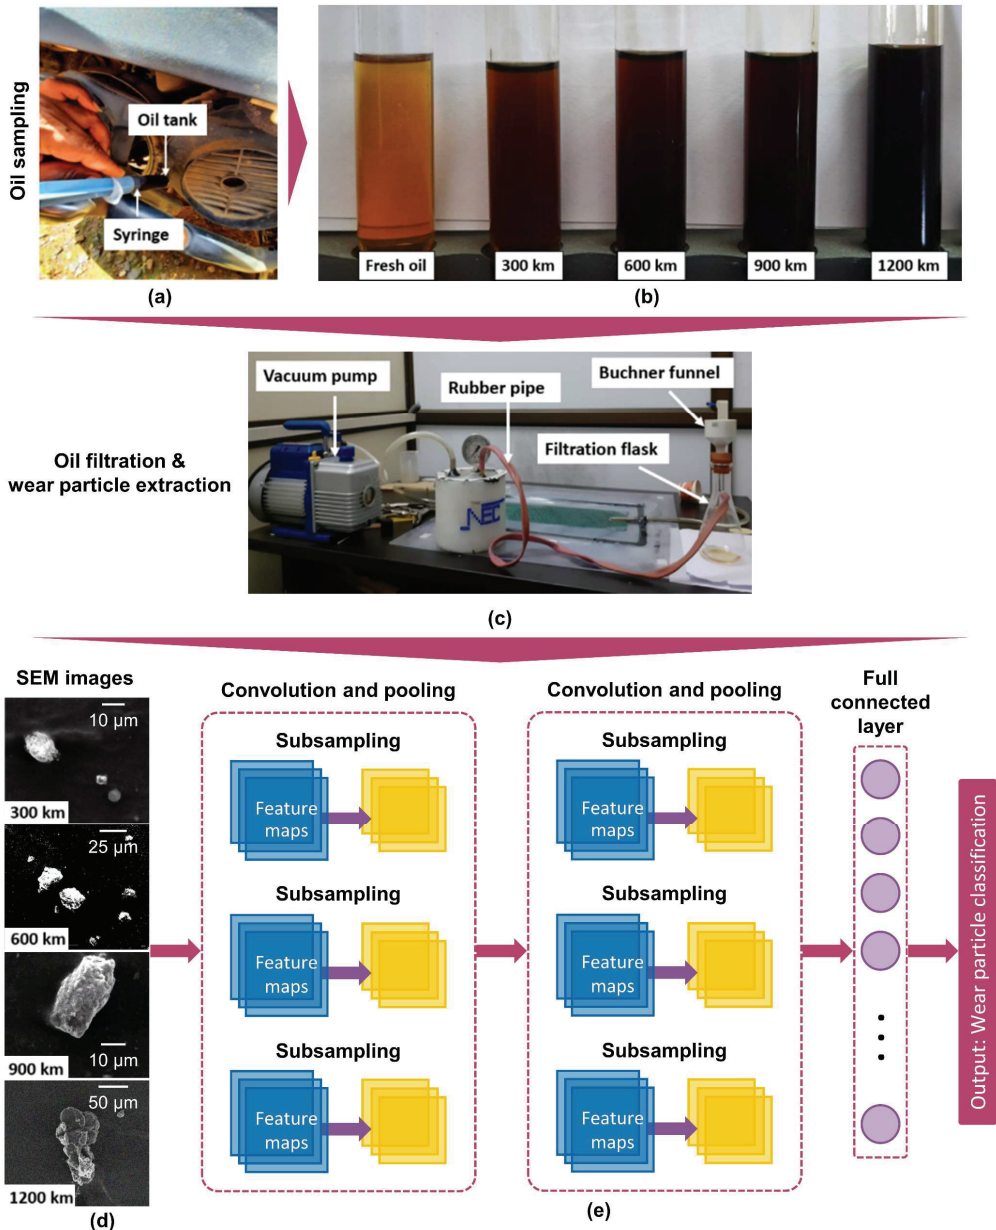 Oil sampling
Oil tank
Syringe
(a)
Fresh oil
300 km
600 km
900 km
1200 km
(b)
Vacuum pump
Rubber pipe
Buchner funnel
Filtration flask
NEC
Oil filtration &
wear particle extraction
(c)
SEM images
10 µm
300 km
25 µm
600 km
900 km
10 µm
50 µm
1200 km
(d)
Convolution and pooling
Subsampling
Feature
maps
Subsampling
Feature
maps
Subsampling
Feature
maps
Convolution and pooling
Subsampling
Feature
maps
Subsampling
Feature
maps
Subsampling
Feature
maps
(e)
Full
connected
layer
Output: Wear particle classification